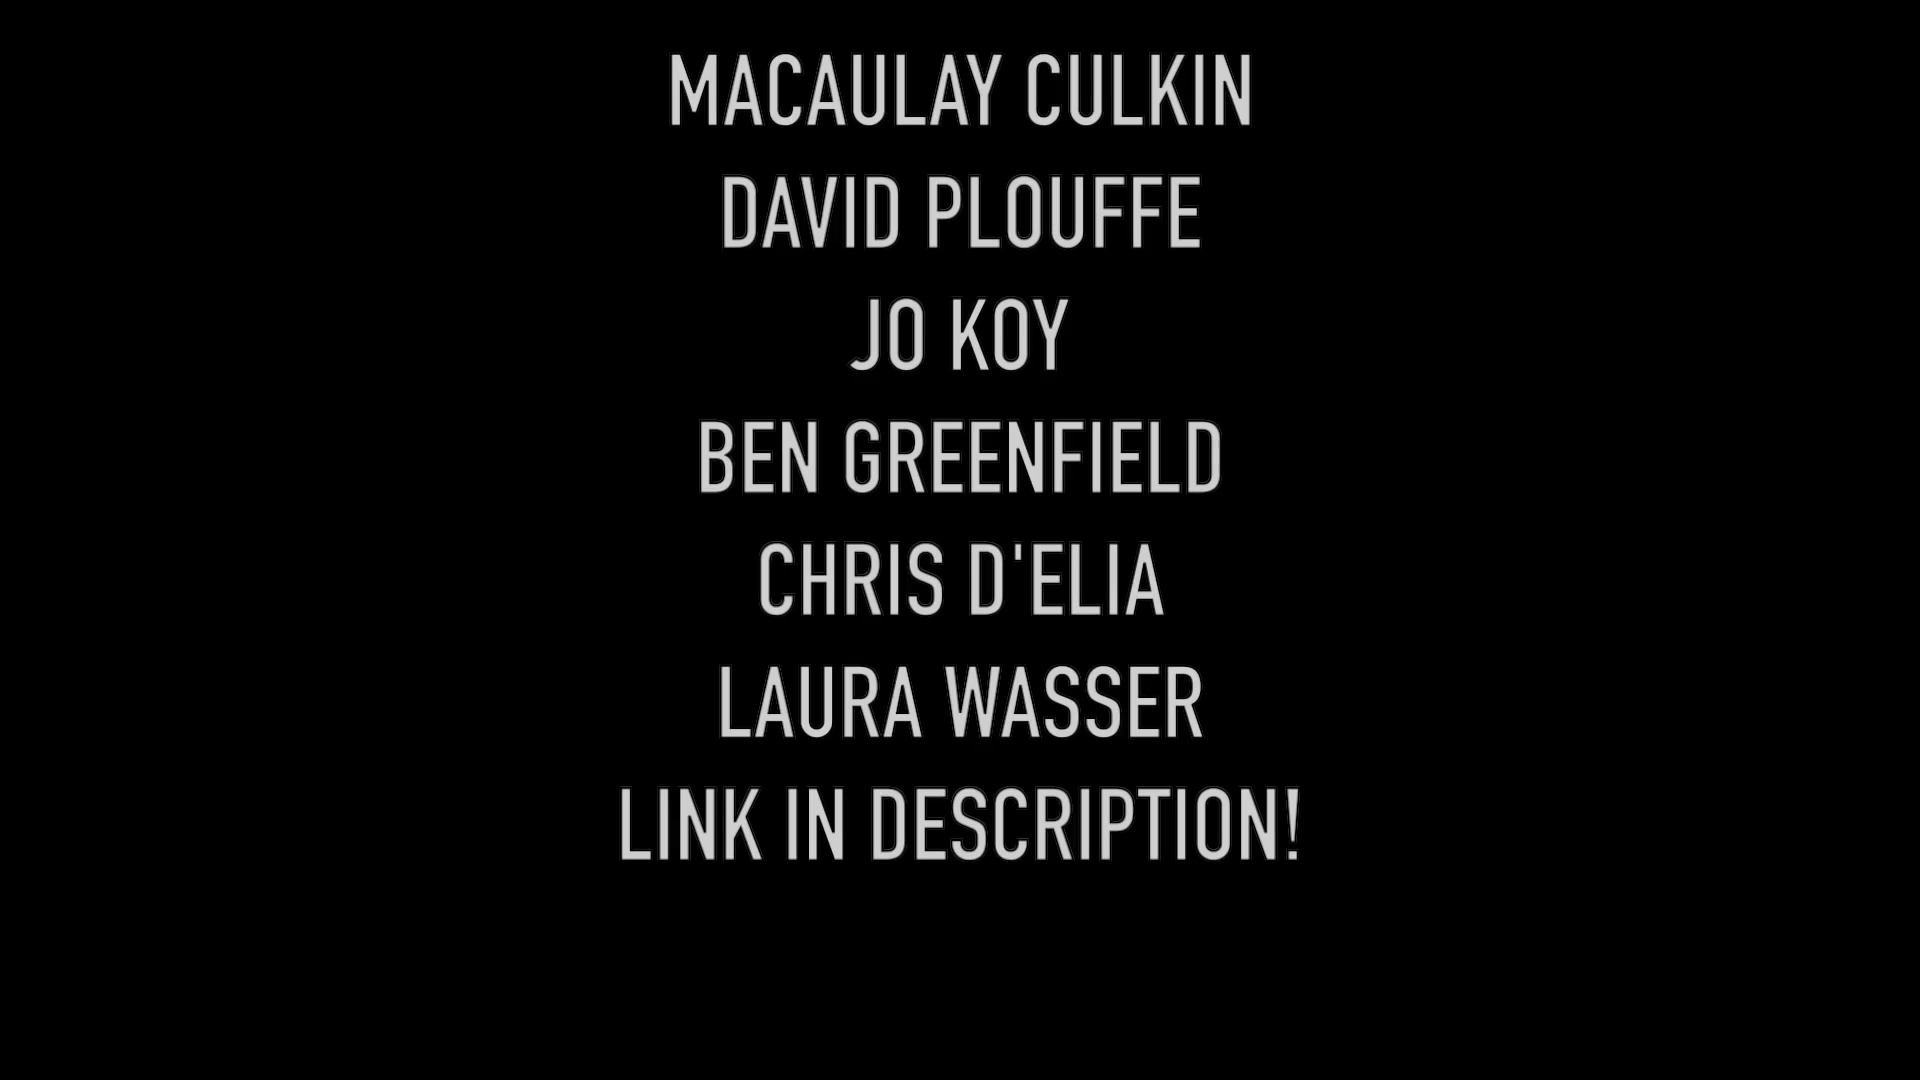 MACAULAY CULKIN
DAVID PLOUFFE
JO KOY
BEN GREENFIELD
CHRIS D'ELIA
LAURA WASSER
LINK IN DESCRIPTION!